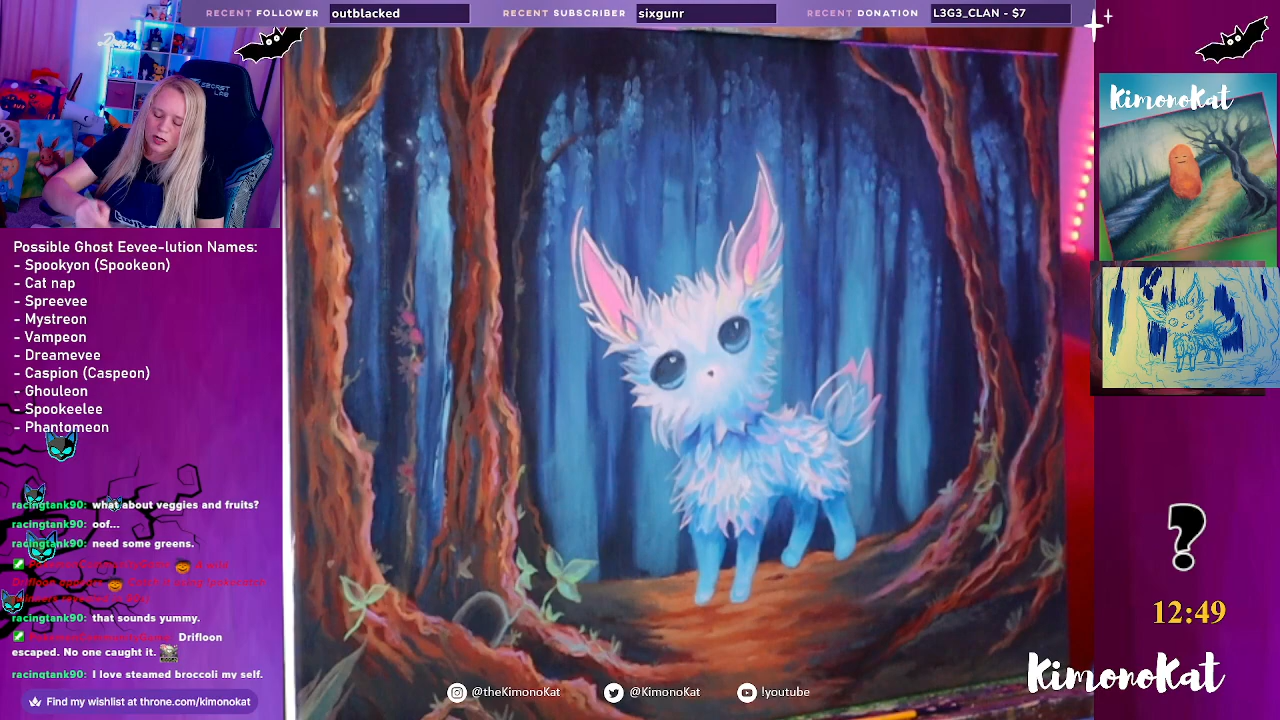 RECENT FOLLOWER outblacked RECENT SUBSCRIBER sixgunr RECENT DONATION L3G3_CLAN - $7
SECRET
LAB
KimonoKat
Possible Ghost Eevee-lution Names:
- Spookyon (Spookeon)
- Cat nap
- Spreevee
- Mystreon
- Vampeon
- Dreamevee
- Caspion (Caspeon)
- Ghouleon
- Spookeelee
- Phantomeon
racingtank90: what about veggies and fruits?
racingtank90: oof...
racingtank90: need some greens.
racingtank90: that sounds yummy.
Drifloon
escaped. No one caught it.
racingtank90: I love steamed broccoli my self.
Find my wishlist at throne.com/kimonokat
@theKimonoKat @KimonoKat !youtube
?
12:49
KimonoKat